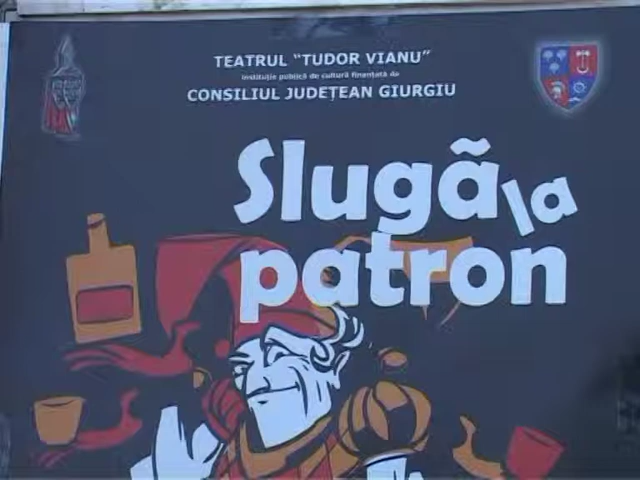 TEATRUL "TUDOR VIANU"
instituție publică de cultură finanțată de
CONSILIUL JUDEȚEAN GIURGIU
Slugă la
patron